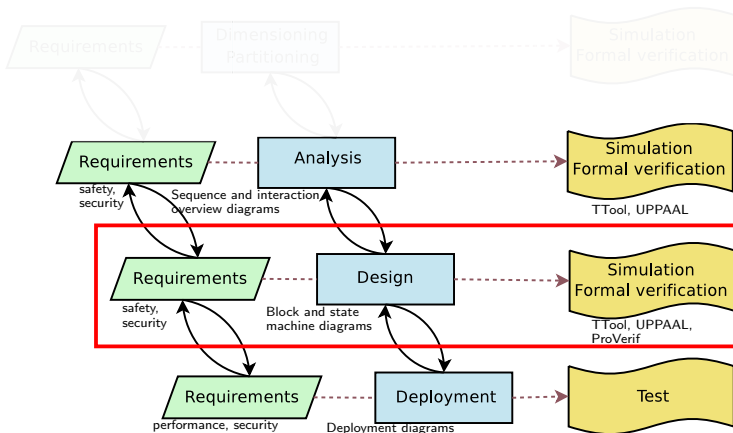 Requirements
Dimensioning
Partitioning
Simulation
Formal verification
Requirements
Analysis
Simulation
Formal verification
safety,
security
Sequence and interaction
overview diagrams
TTool, UPPAAL
Requirements
Design
Simulation
Formal verification
safety,
security
Block and state
machine diagrams
TTool, UPPAAL,
ProVerif
Requirements
Deployment
Test
performance, security
Deployment diagrams